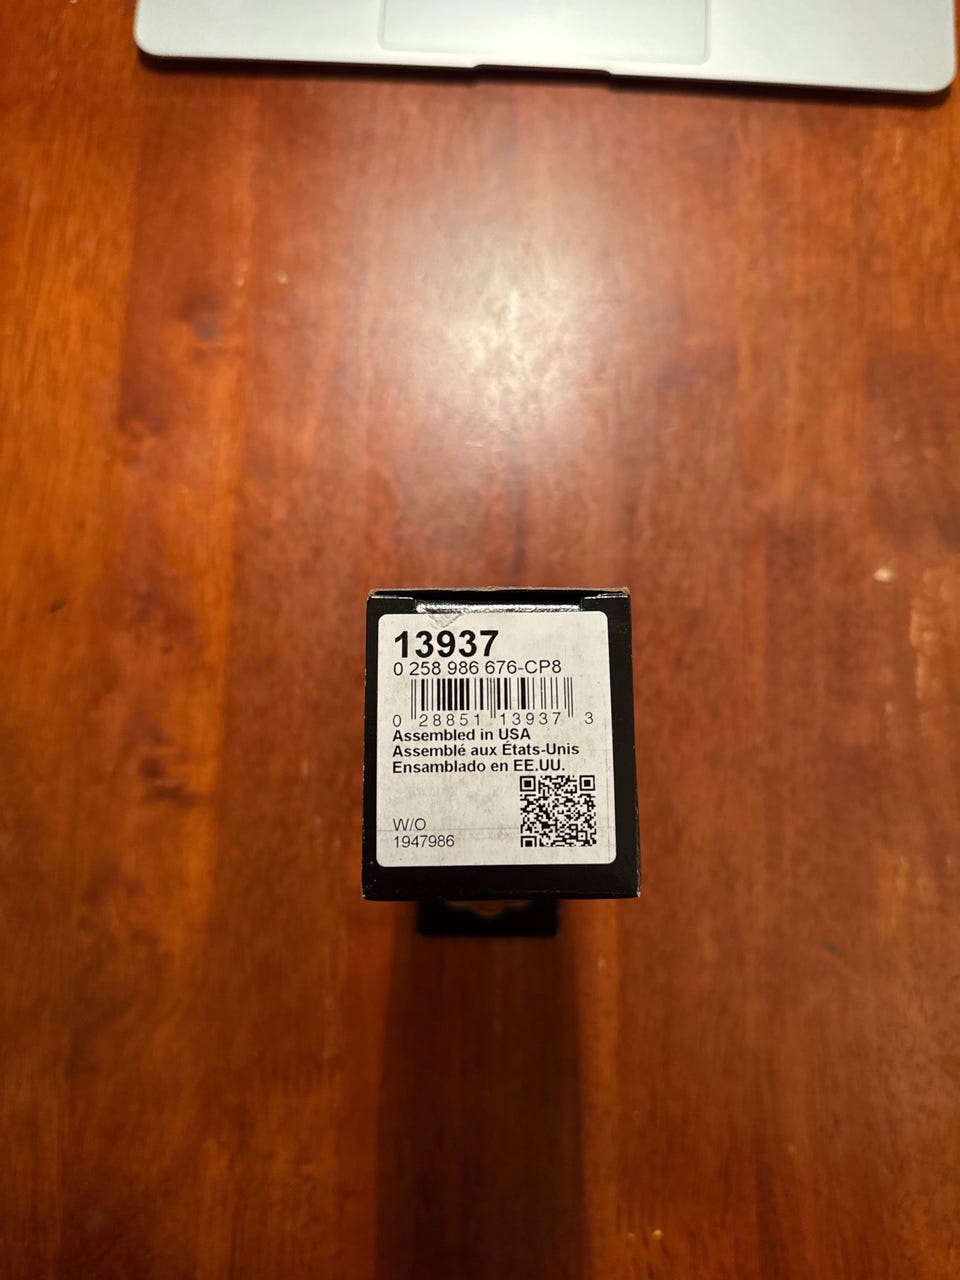 13937
0 258 986 676-CP8
0 28851 13937 3
Assembled in USA
Assemblé aux États-Unis
Ensamblado en EE.UU.
W/O
1947986